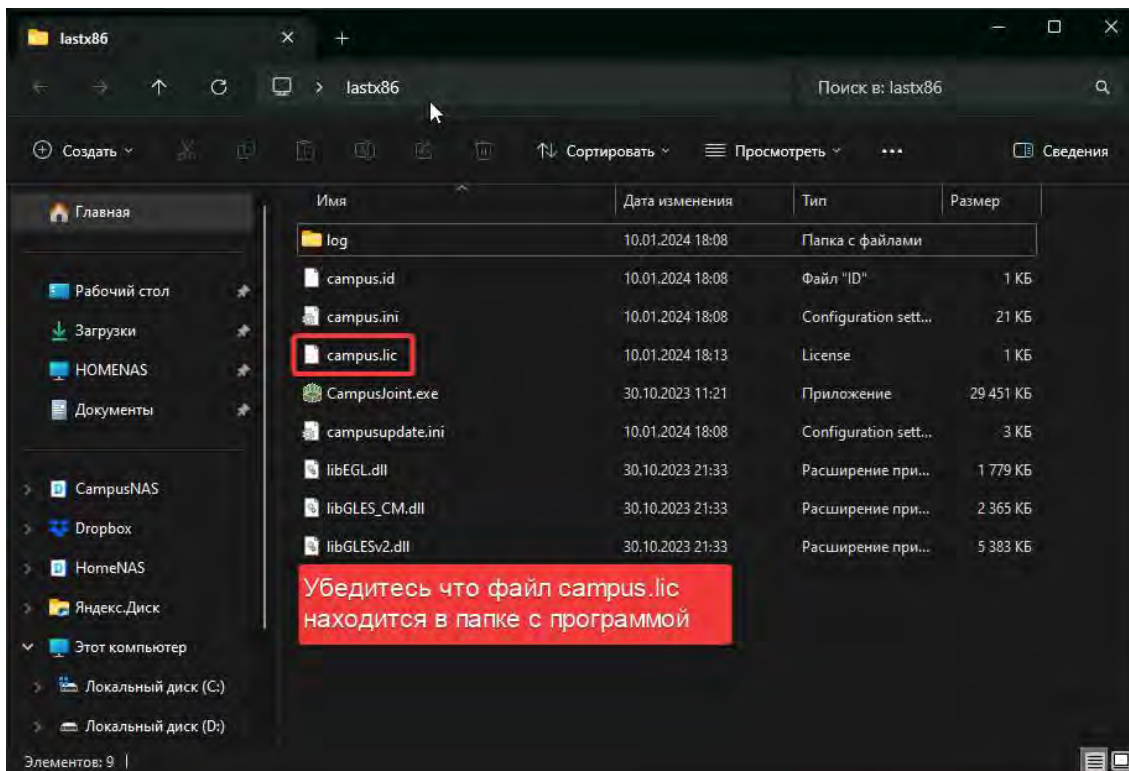 lastx86
lastx86
Поиск в: lastx86
Создать
Сортировать
Просмотреть
Сведения
Имя Дата изменения Тип Размер
Главная
Рабочий стол
Загрузки
HOMENAS
Документы
CampusNAS
Dropbox
HomeNAS
Яндекс.Диск
Этот компьютер
Локальный диск (C:)
Локальный диск (D:)
log 10.01.2024 18:08 Папка с файлами
campus.id 10.01.2024 18:08 Файл "ID" 1 КБ
campus.ini 10.01.2024 18:08 Configuration sett... 21 КБ
campus.lic 10.01.2024 18:13 License 1 КБ
CampusJoint.exe 30.10.2023 11:21 Приложение 29 451 КБ
campusupdate.ini 10.01.2024 18:08 Configuration sett... 3 КБ
libEGL.dll 30.10.2023 21:33 Расширение при... 1 779 КБ
libGLES_CM.dll 30.10.2023 21:33 Расширение при... 2 365 КБ
libGLESv2.dll 30.10.2023 21:33 Расширение при... 5 383 КБ
Убедитесь что файл campus.lic
находится в папке с программой
Элементов: 9